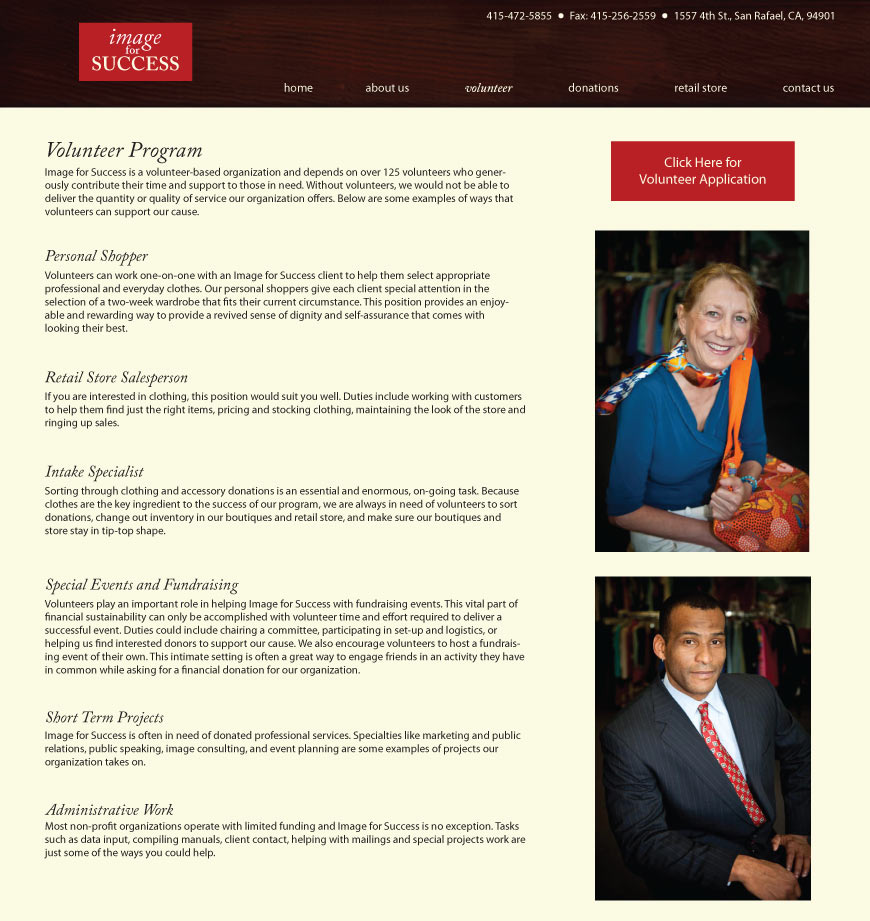 415-472-5855 ● Fax: 415-256-2559 ● 1557 4th St., San Rafael, CA, 94901
image
for
SUCCESS
home about us volunteer donations retail store contact us
Volunteer Program
Image for Success is a volunteer-based organization and depends on over 125 volunteers who gener-
ously contribute their time and support to those in need. Without volunteers, we would not be able to
deliver the quantity or quality of service our organization offers. Below are some examples of ways that
volunteers can support our cause.
Click Here for
Volunteer Application
Personal Shopper
Volunteers can work one-on-one with an Image for Success client to help them select appropriate
professional and everyday clothes. Our personal shoppers give each client special attention in the
selection of a two-week wardrobe that fits their current circumstance. This position provides an enjoy-
able and rewarding way to provide a revived sense of dignity and self-assurance that comes with
looking their best.
Retail Store Salesperson
If you are interested in clothing, this position would suit you well. Duties include working with customers
to help them find just the right items, pricing and stocking clothing, maintaining the look of the store and
ringing up sales.
Intake Specialist
Sorting through clothing and accessory donations is an essential and enormous, on-going task. Because
clothes are the key ingredient to the success of our program, we are always in need of volunteers to sort
donations, change out inventory in our boutiques and retail store, and make sure our boutiques and
store stay in tip-top shape.
Special Events and Fundraising
Volunteers play an important role in helping Image for Success with fundraising events. This vital part of
financial sustainability can only be accomplished with volunteer time and effort required to deliver a
successful event. Duties could include chairing a committee, participating in set-up and logistics, or
helping us find interested donors to support our cause. We also encourage volunteers to host a fundrais-
ing event of their own. This intimate setting is often a great way to engage friends in an activity they have
in common while asking for a financial donation for our organization.
Short Term Projects
Image for Success is often in need of donated professional services. Specialties like marketing and public
relations, public speaking, image consulting, and event planning are some examples of projects our
organization takes on.
Administrative Work
Most non-profit organizations operate with limited funding and Image for Success is no exception. Tasks
such as data input, compiling manuals, client contact, helping with mailings and special projects work are
just some of the ways you could help.